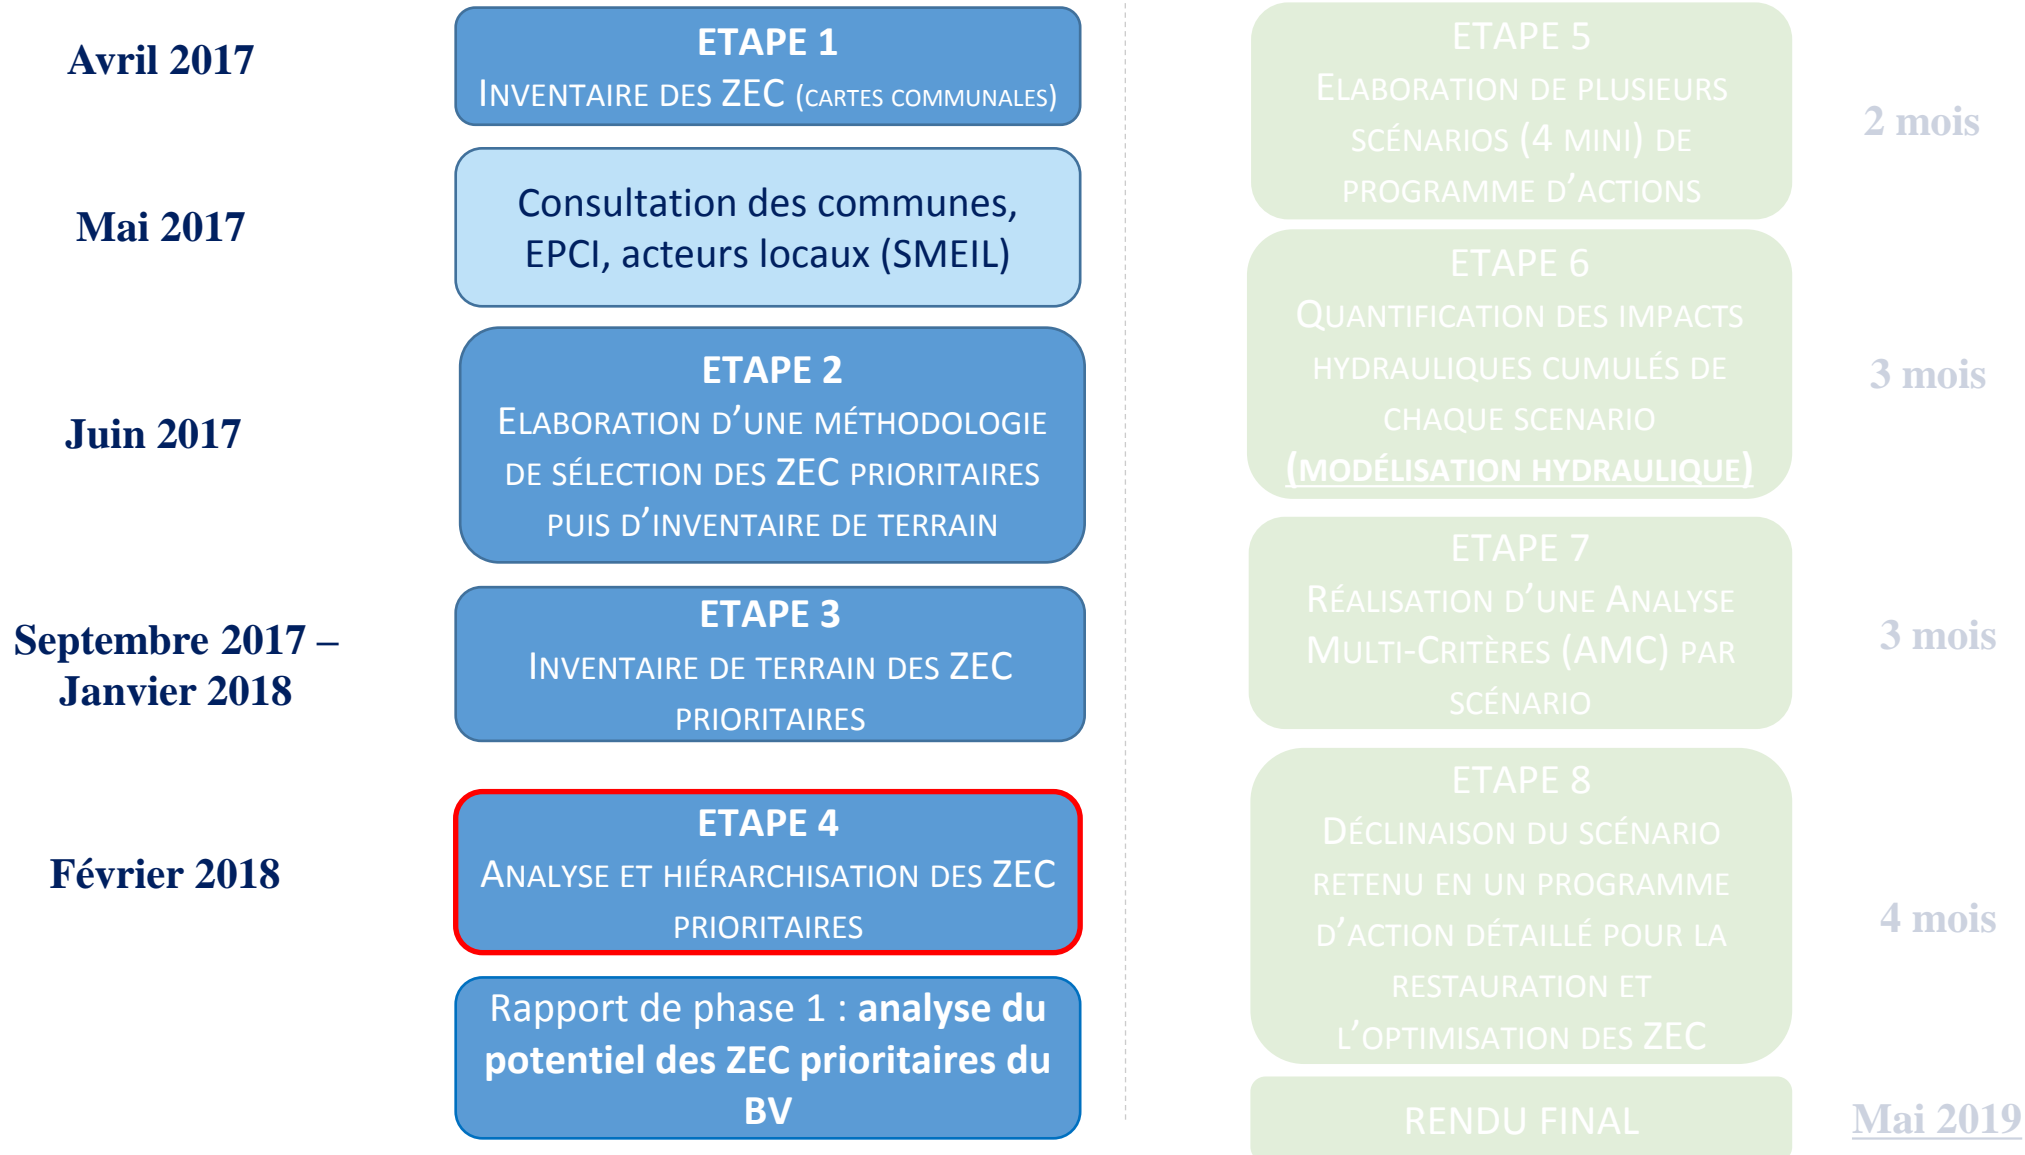 Avril 2017
ETAPE 1
INVENTAIRE DES ZEC (CARTES COMMUNALES)
Mai 2017
Consultation des communes,
EPCI, acteurs locaux (SMEIL)
Juin 2017
ETAPE 2
ELABORATION D’UNE MÉTHODOLOGIE
DE SÉLECTION DES ZEC PRIORITAIRES
PUIS D’INVENTAIRE DE TERRAIN
Septembre 2017 –
Janvier 2018
ETAPE 3
INVENTAIRE DE TERRAIN DES ZEC
PRIORITAIRES
Février 2018
ETAPE 4
ANALYSE ET HIÉRARCHISATION DES ZEC
PRIORITAIRES
Rapport de phase 1 : analyse du
potentiel des ZEC prioritaires du
BV
ETAPE 5
ELABORATION DE PLUSIEURS
SCÉNARIOS (4 MINI) DE
PROGRAMME D’ACTIONS
2 mois
ETAPE 6
QUANTIFICATION DES IMPACTS
HYDRAULIQUES CUMULÉS DE
CHAQUE SCENARIO
(MODÉLISATION HYDRAULIQUE)
3 mois
ETAPE 7
RÉALISATION D’UNE ANALYSE
MULTI-CRITÈRES (AMC) PAR
SCÉNARIO
3 mois
ETAPE 8
DÉCLINAISON DU SCÉNARIO
RETENU EN UN PROGRAMME
D’ACTION DÉTAILLÉ POUR LA
RESTAURATION ET
L’OPTIMISATION DES ZEC
4 mois
RENDU FINAL
Mai 2019